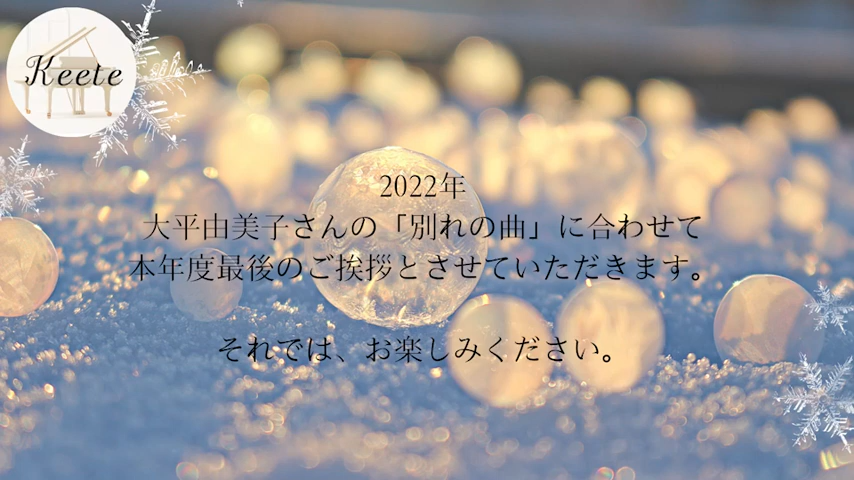 Keete
2022年
大平由美子さんの「別れの曲」に合わせて
本年度最後のご挨拶とさせていただきます。
それでは、お楽しみください。